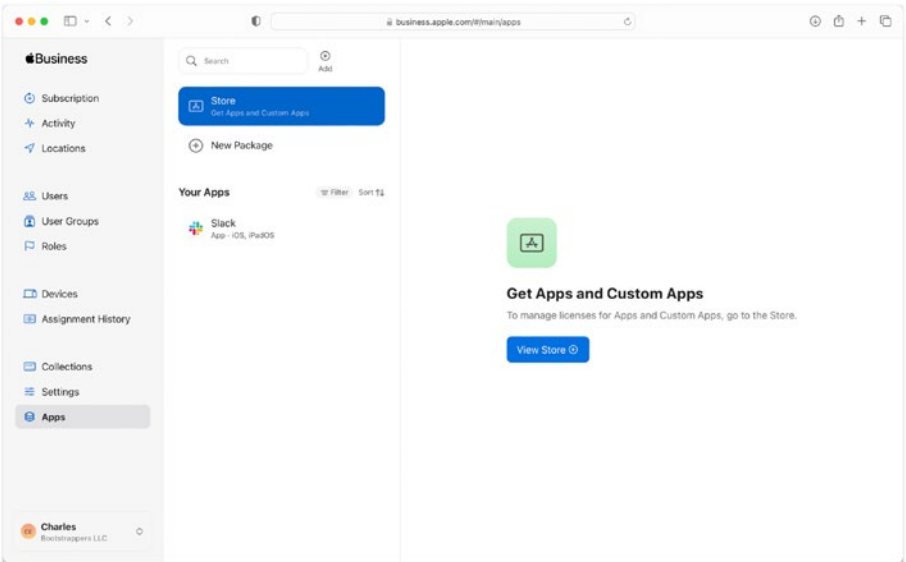 business.apple.com/#/main/apps
Business
Subscription
Activity
Locations
Users
User Groups
Roles
Devices
Assignment History
Collections
Settings
Apps
CE
Charles
Bootstrappers LLC
Search
Add
Store
Get Apps and Custom Apps
New Package
Your Apps
Filter
Sort
Slack
App - iOS, iPadOS
Get Apps and Custom Apps
To manage licenses for Apps and Custom Apps, go to the Store.
View Store